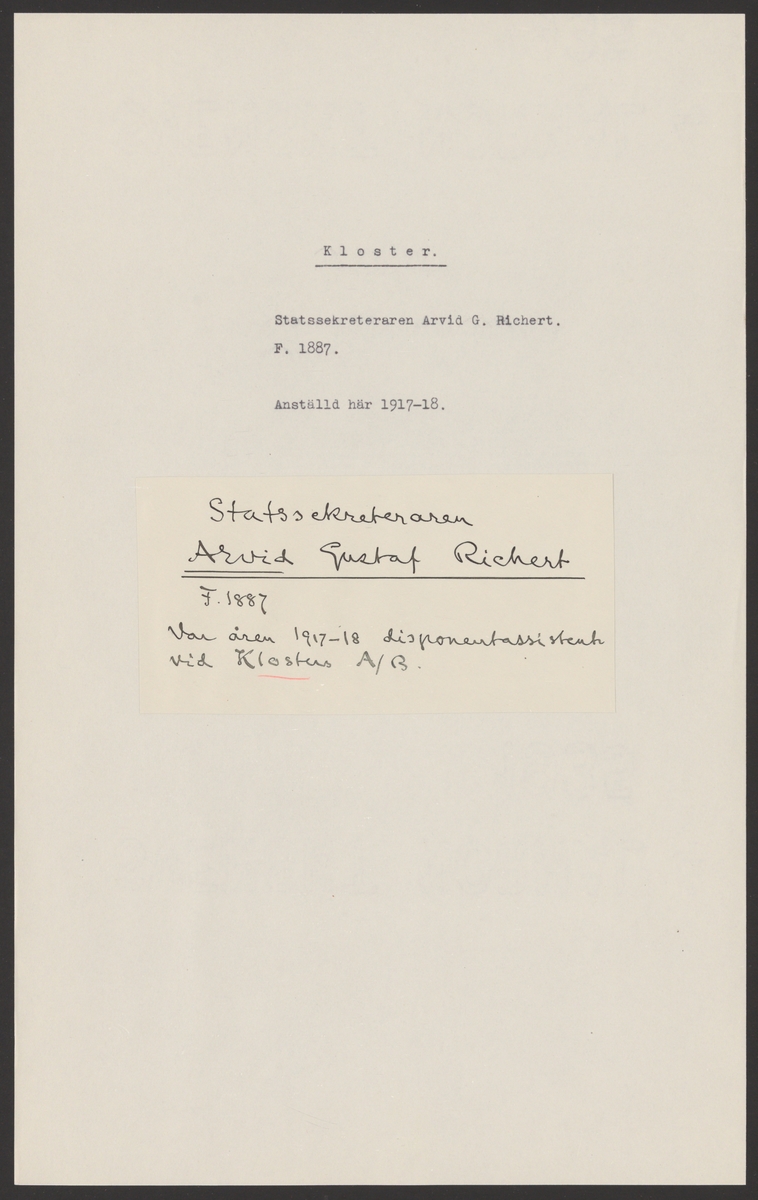 Kloster.
Statssekreteraren Arvid G. Richert.
F. 1887.
Anställd här 1917-18.
Statssekreteraren
Arvid Gustaf Richert
F. 1887
Var åren 1917-18 disponentassistent
vid Klosters A/B.